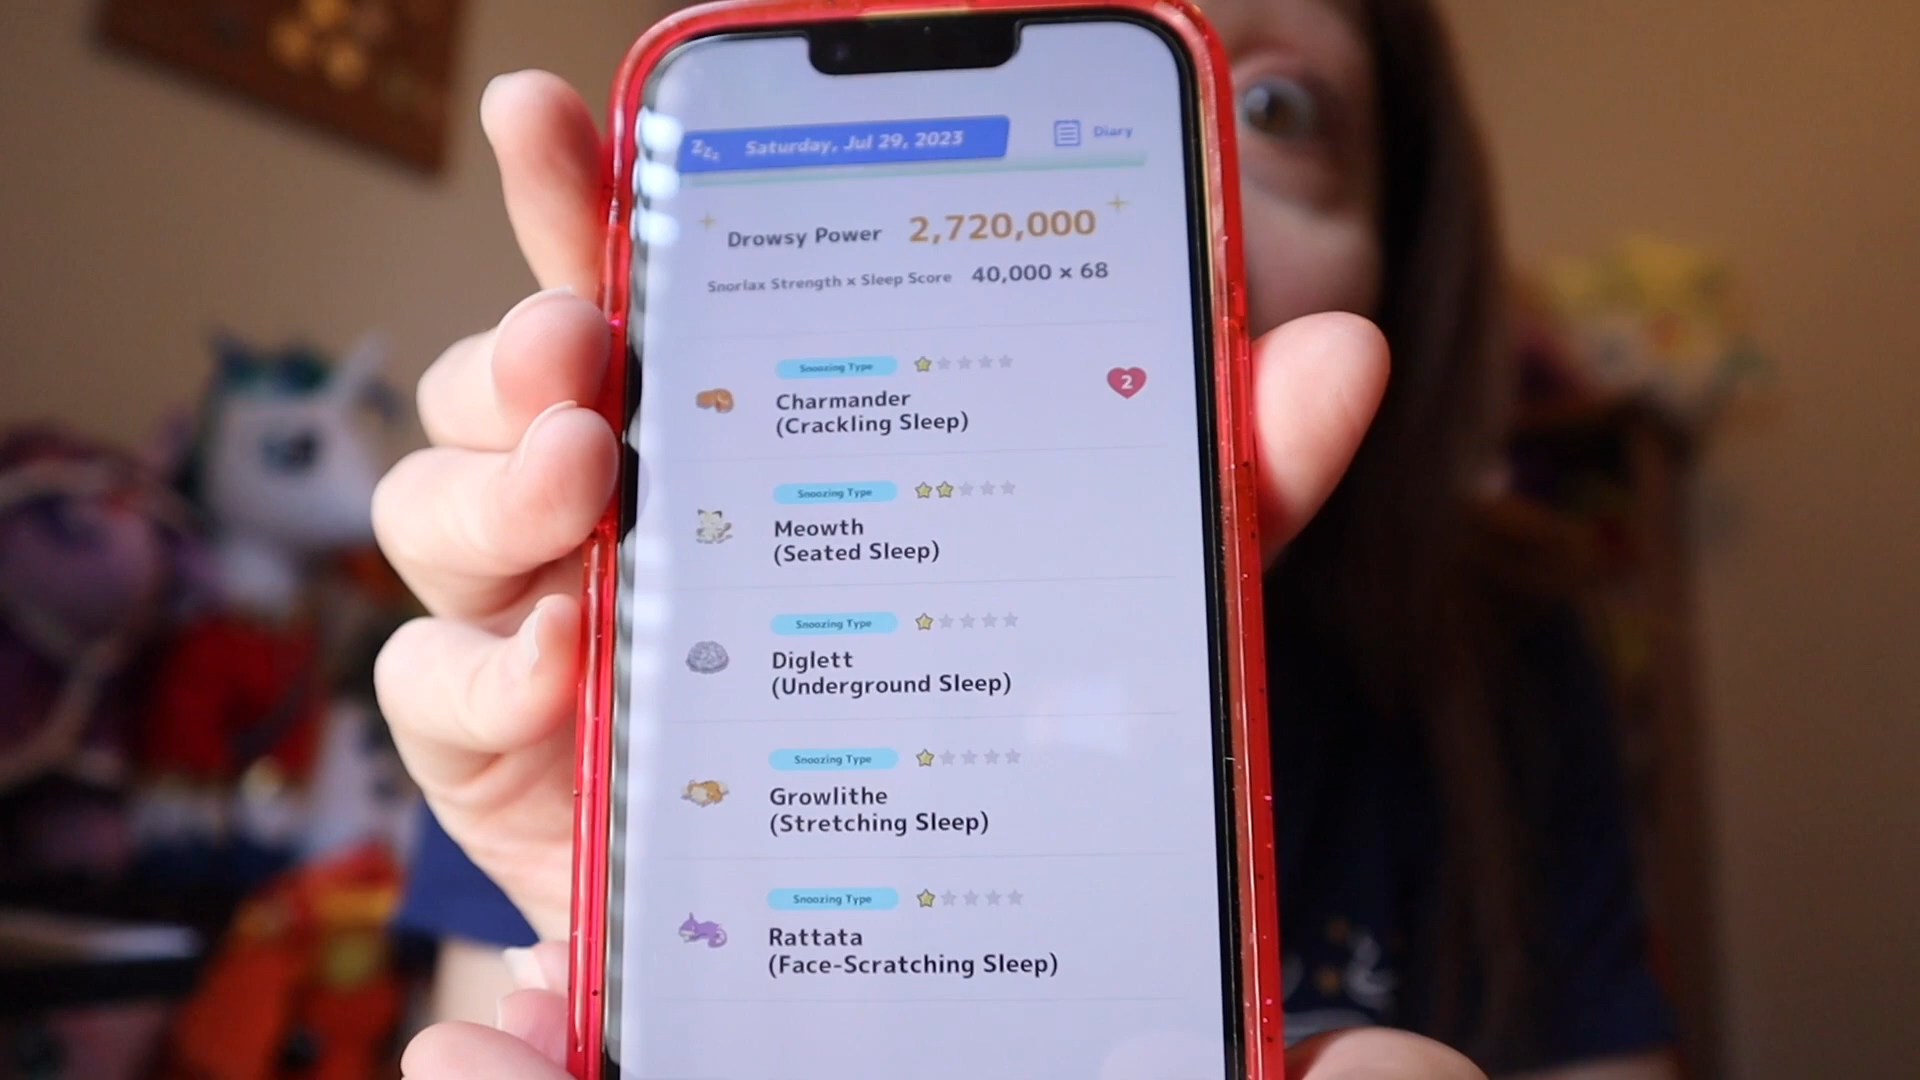 Zzz Saturday, Jul 29, 2023 Diary
Drowsy Power 2,720,000
Snorlax Strength x Sleep Score 40,000 × 68
Snoozing Type
Charmander 2
(Crackling Sleep)
Snoozing Type
Meowth
(Seated Sleep)
Snoozing Type
Diglett
(Underground Sleep)
Snoozing Type
Growlithe
(Stretching Sleep)
Snoozing Type
Rattata
(Face-Scratching Sleep)